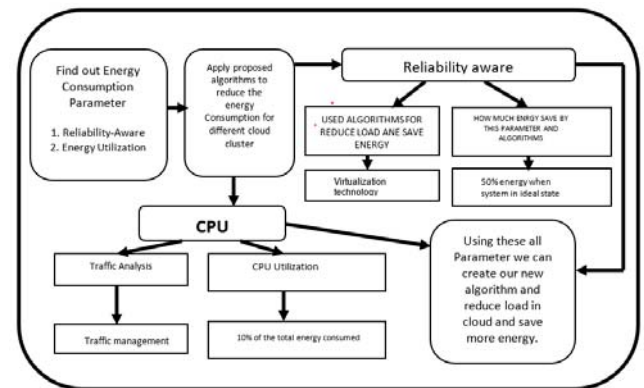 Find out Energy
Consumption
Parameter
1. Reliability-Aware
2. Energy Utilization
Apply proposed
algorithms to
reduce the
energy
Consumption for
different cloud
cluster
Reliability aware
USED ALGORITHMS FOR
REDUCE LOAD ANE SAVE
ENERGY
HOW MUCH ENRGY SAVE BY
THIS PARAMETER AND
ALGORITHMS
Virtualization
technology
50% energy when
system in ideal state
CPU
Traffic Analysis
CPU Utilization
Traffic management
10% of the total energy consumed
Using these all
Parameter we can
create our new
algorithm and
reduce load in
cloud and save
more energy.